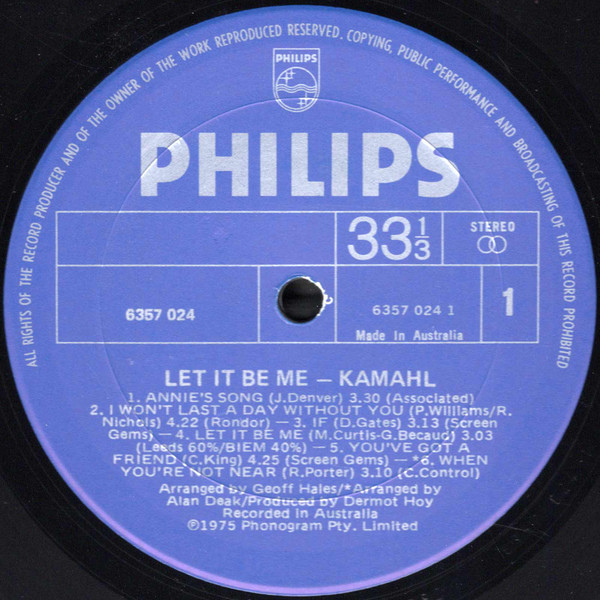 ALL RIGHTS OF THE RECORD PRODUCER AND OF THE OWNER OF THE WORK REPRODUCED RESERVED. COPYING, PUBLIC PERFORMANCE AND BROADCASTING OF THIS RECORD PROHIBITED
PHILIPS
PHILIPS
33 1/3
STEREO
6357 024
6357 024 1
1
Made In Australia
LET IT BE ME – KAMAHL
1. ANNIE'S SONG (J.Denver) 3.30 (Associated)
2. I WON'T LAST A DAY WITHOUT YOU (P.Williams/R.
Nichols) 4.22 (Rondor) – 3. IF (D.Gates) 3.13 (Screen
Gems) – 4. LET IT BE ME (M.Curtis-G.Becaud) 3.03
(Leeds 60%/BIEM 40%) – 5. YOU'VE GOT A
FRIEND (C.King) 4.25 (Screen Gems) – *6. WHEN
YOU'RE NOT NEAR (R.Porter) 3.10 (C.Control)
Arranged by Geoff Hales/*Arranged by
Alan Deak/Produced by Dermot Hoy
Recorded in Australia
©1975 Phonogram Pty. Limited